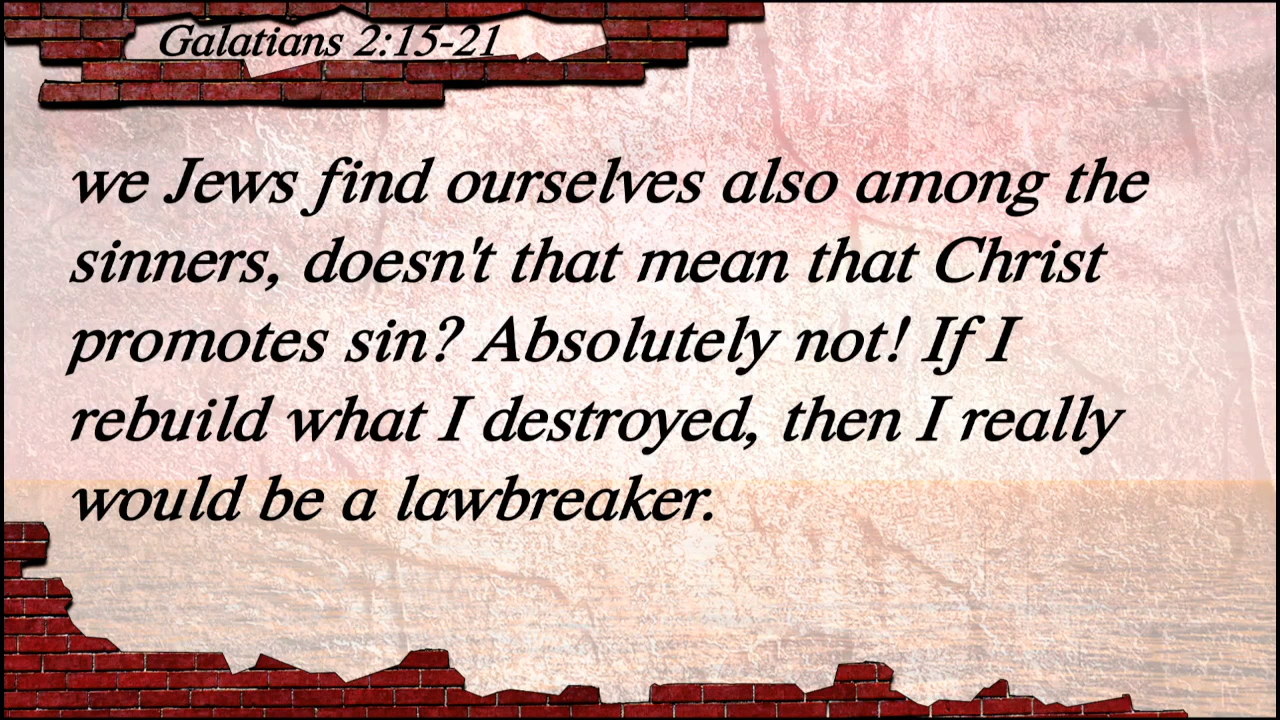 Galatians 2:15-21
we Jews find ourselves also among the
sinners, doesn't that mean that Christ
promotes sin? Absolutely not! If I
rebuild what I destroyed, then I really
would be a lawbreaker.